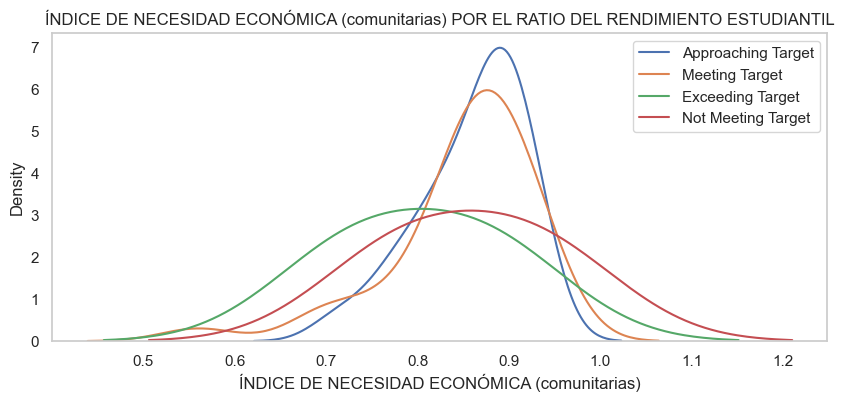 ÍNDICE DE NECESIDAD ECONÓMICA (comunitarias) POR EL RATIO DEL RENDIMIENTO ESTUDIANTIL
Approaching Target
Meeting Target
Exceeding Target
Not Meeting Target
Density
7
6
5
4
3
2
1
0
0.5 0.6 0.7 0.8 0.9 1.0 1.1 1.2
ÍNDICE DE NECESIDAD ECONÓMICA (comunitarias)